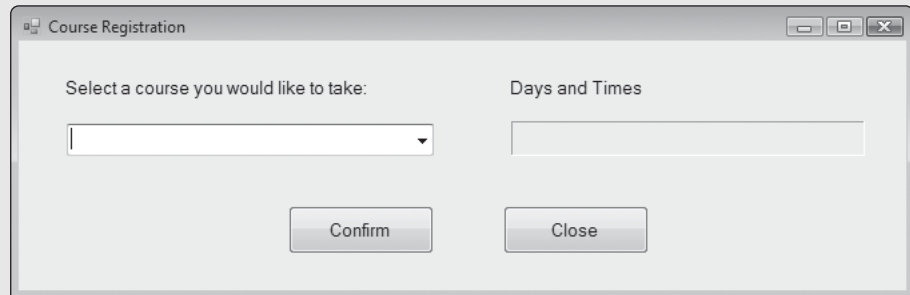 Course Registration
Select a course you would like to take:
Days and Times
Confirm
Close